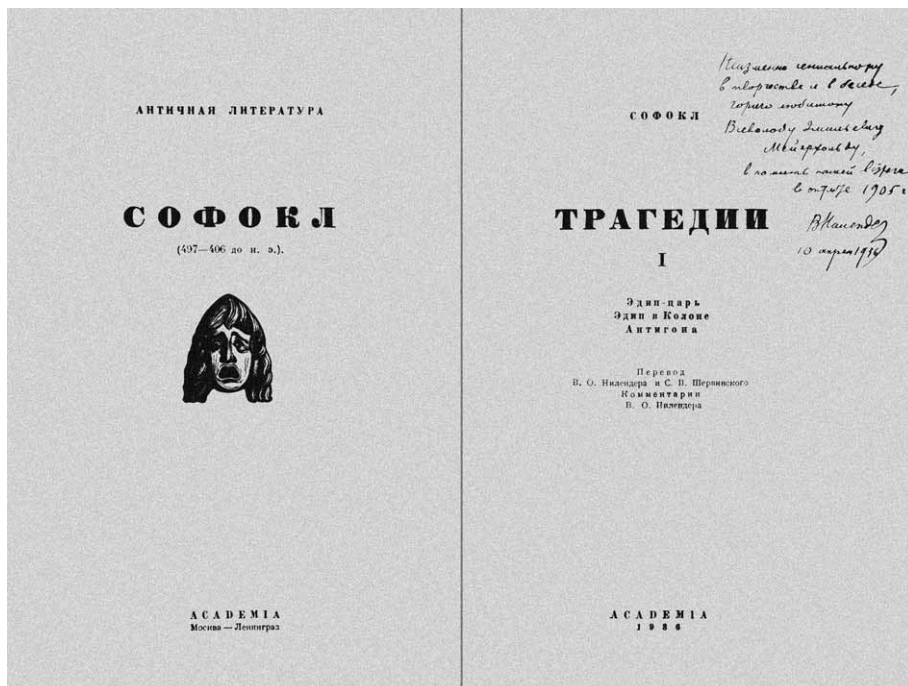 АНТИЧНАЯ ЛИТЕРАТУРА
СОФОКЛ
(497—406 до н. э.).
ACADEMIA
Москва — Ленинград
СОФОКЛ
ТРАГЕДИИ
I
Эдип-царь
Эдип в Колоне
Антигона
Перевод
В. О. Нилендера и С. В. Шервинского
Комментарии
В. О. Нилендера
ACADEMIA
1936
Неизменно гениальному
в творчестве и в беседе,
горячо любимому
Всеволоду Эмильевичу
Мейерхольду,
в память нашей встречи
в октябре 1905 г
ВНилендер
10 апреля 1936